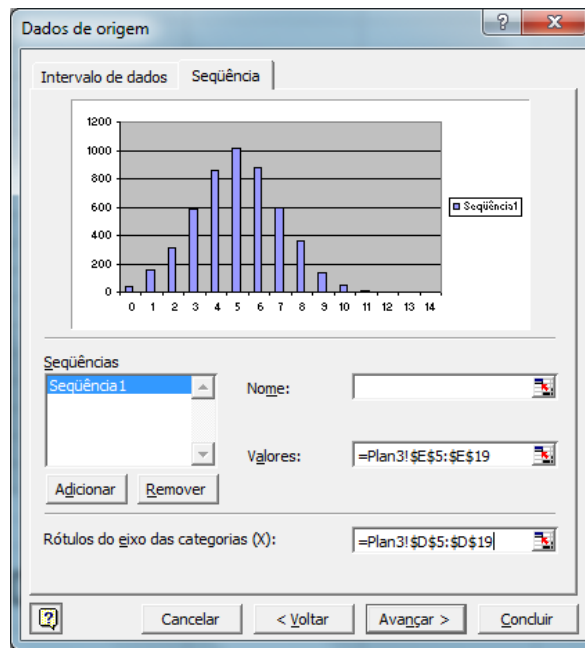 Dados de origem
Intervalo de dados
Seqüência
1200
1000
800
600
400
200
0
0 1 2 3 4 5 6 7 8 9 10 11 12 13 14
Seqüência1
Seqüências
Seqüência1
Nome:
Valores:
=Plan3!$E$5:$E$19
Adicionar
Remover
Rótulos do eixo das categorias (X):
=Plan3!$D$5:$D$19
Cancelar
< Voltar
Avançar >
Concluir